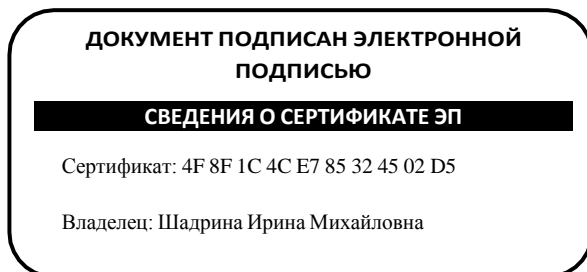 ДОКУМЕНТ ПОДПИСАН ЭЛЕКТРОННОЙ
ПОДПИСЬЮ
СВЕДЕНИЯ О СЕРТИФИКАТЕ ЭП
Сертификат: 4F 8F 1C 4C E7 85 32 45 02 D5
Владелец: Шадрина Ирина Михайловна